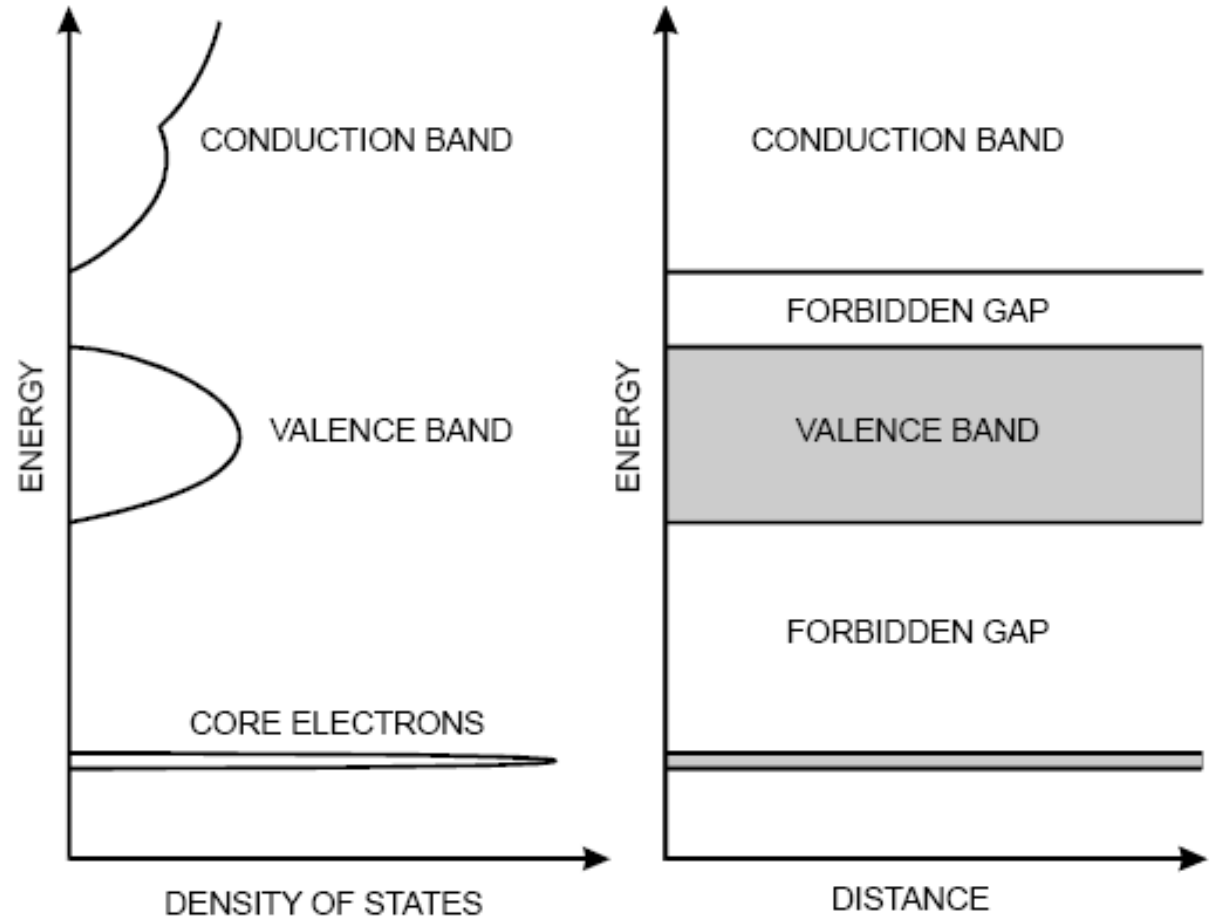 CONDUCTION BAND
VALENCE BAND
CORE ELECTRONS
ENERGY
DENSITY OF STATES
CONDUCTION BAND
FORBIDDEN GAP
VALENCE BAND
FORBIDDEN GAP
ENERGY
DISTANCE